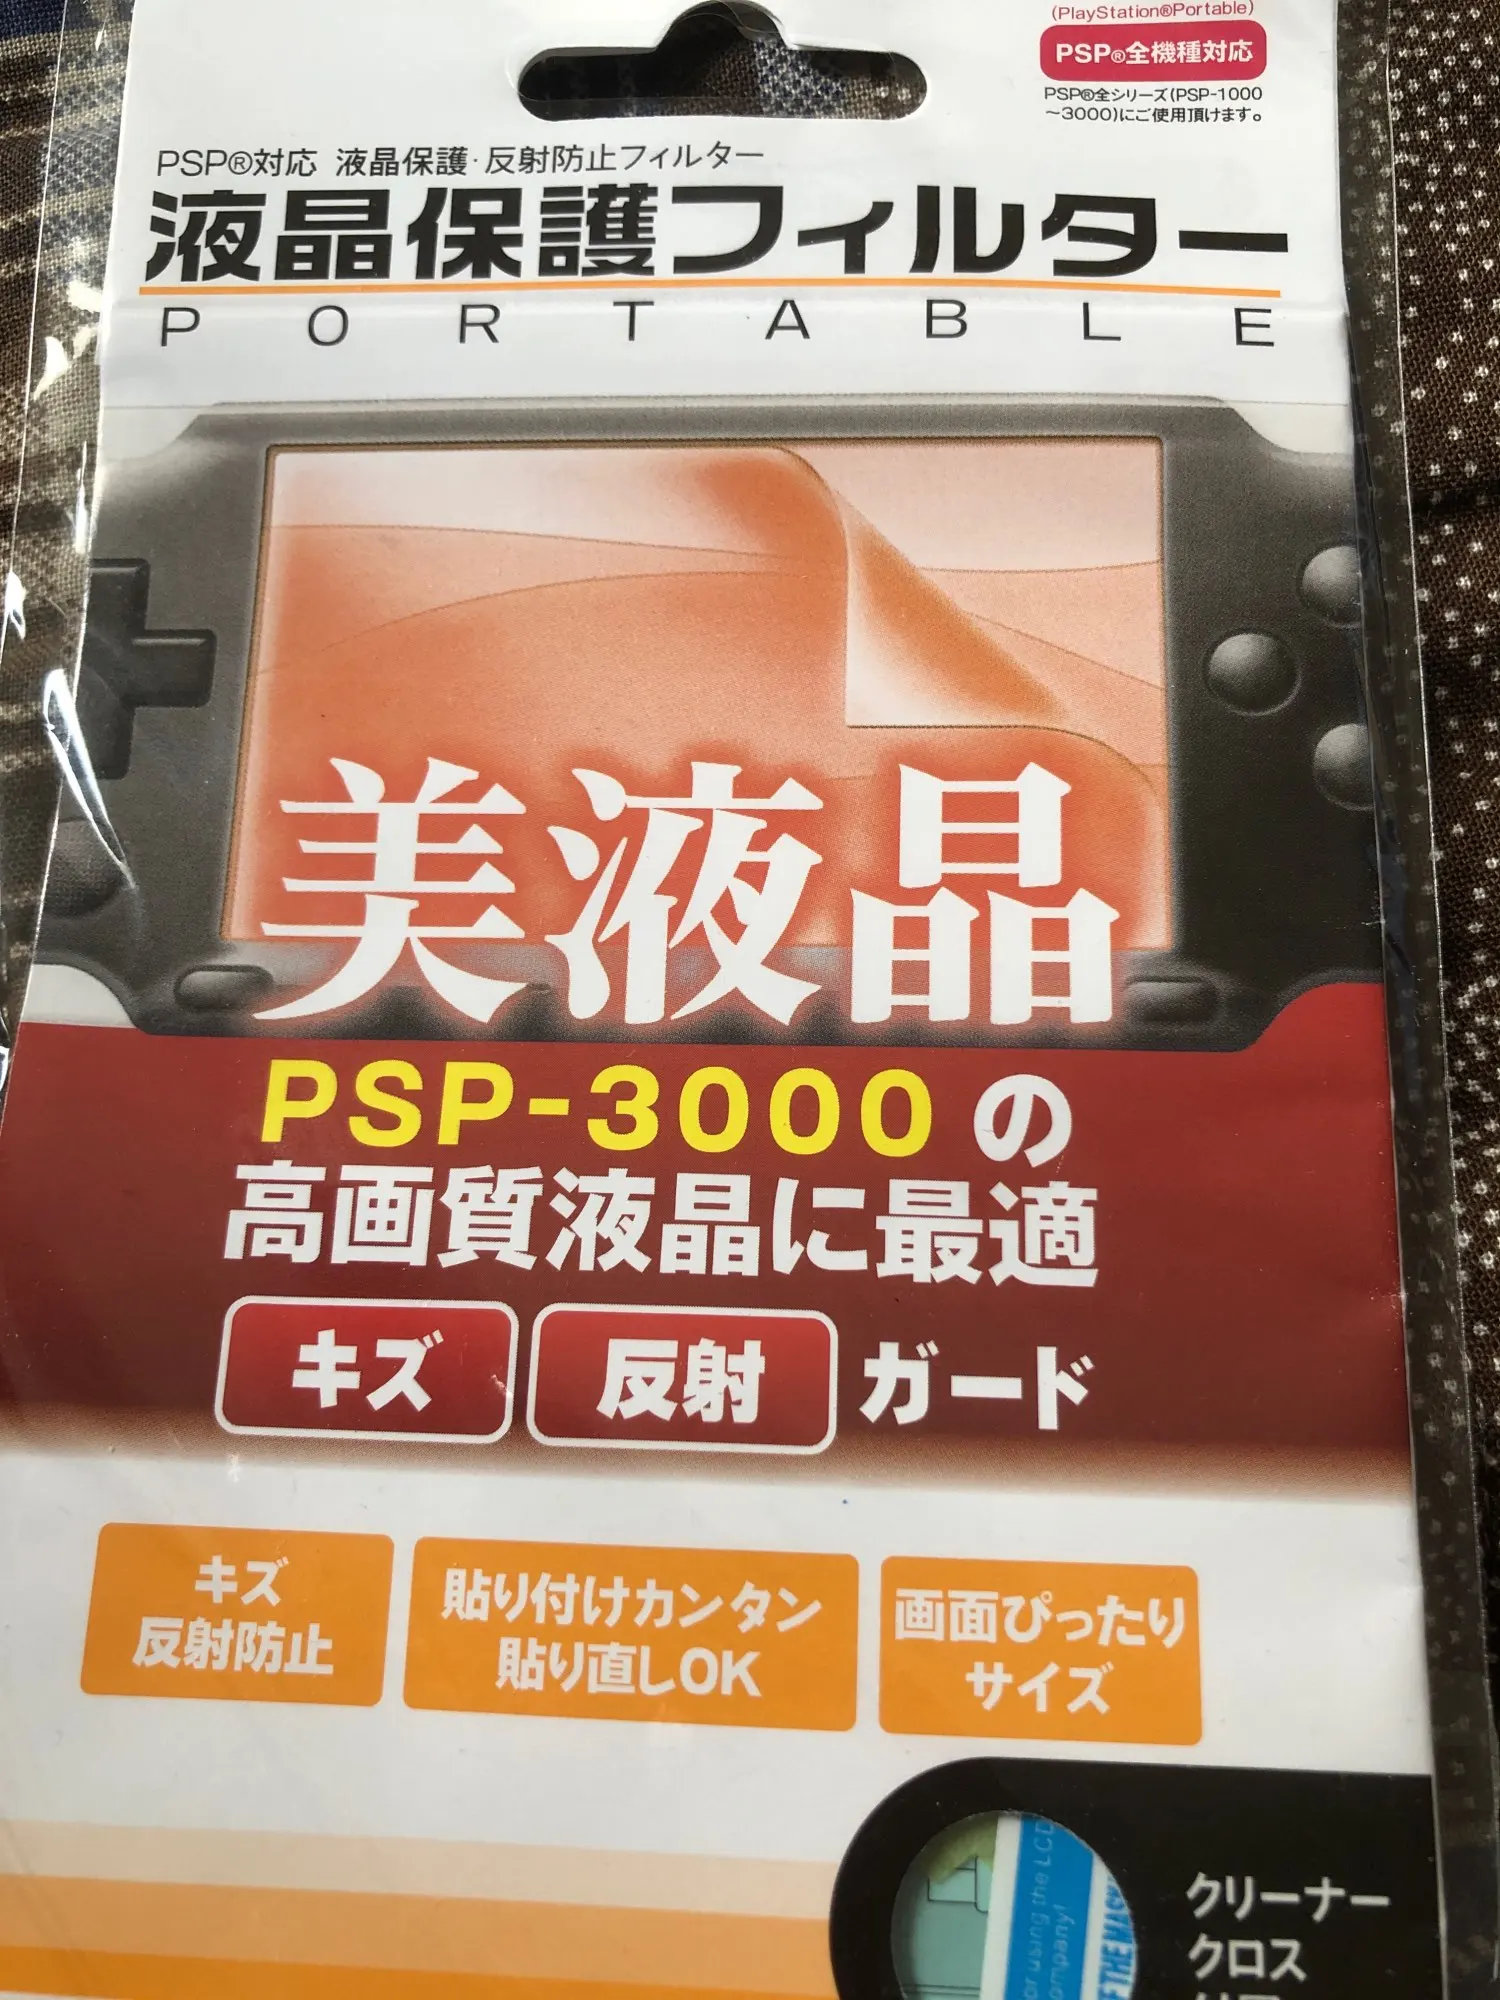 (PlayStation®Portable)
PSP®全機種対応
PSP®全シリーズ(PSP-1000
～3000)にご使用頂けます。
PSP®対応 液晶保護·反射防止フィルター
液晶保護フィルター
PORTABLE
美液晶
PSP-3000の
高画質液晶に最適
キズ 反射 ガード
キズ
反射防止
貼り付けカンタン
貼り直しOK
画面ぴったり
サイズ
クリーナー
クロス
or using the LCD
ompany!